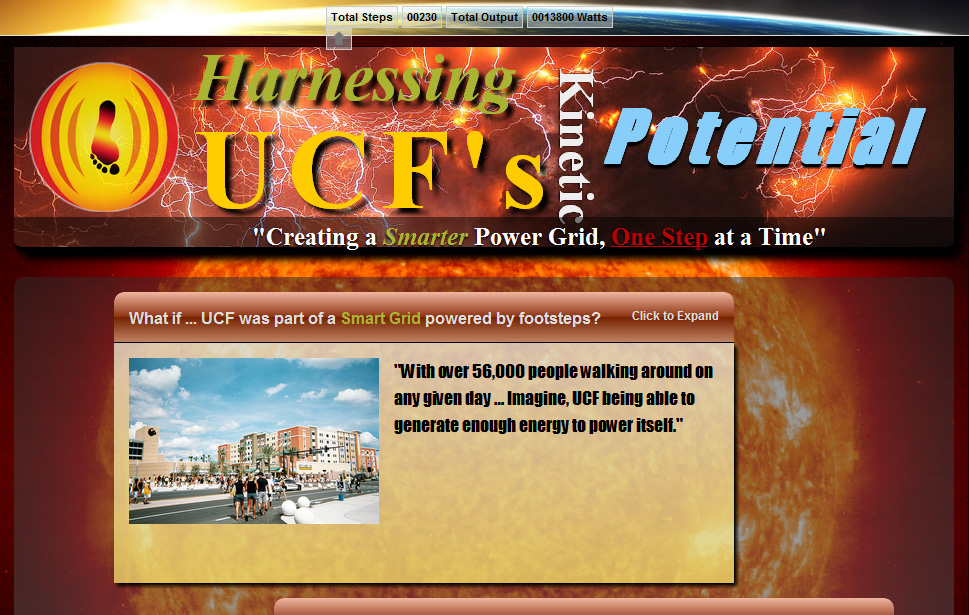 Total Steps 00230 Total Output 0013800 Watts
Harnessing
UCF's Kinetic Potential
"Creating a Smarter Power Grid, One Step at a Time"
What if ... UCF was part of a Smart Grid powered by footsteps? Click to Expand
"With over 56,000 people walking around on
any given day ... Imagine, UCF being able to
generate enough energy to power itself."